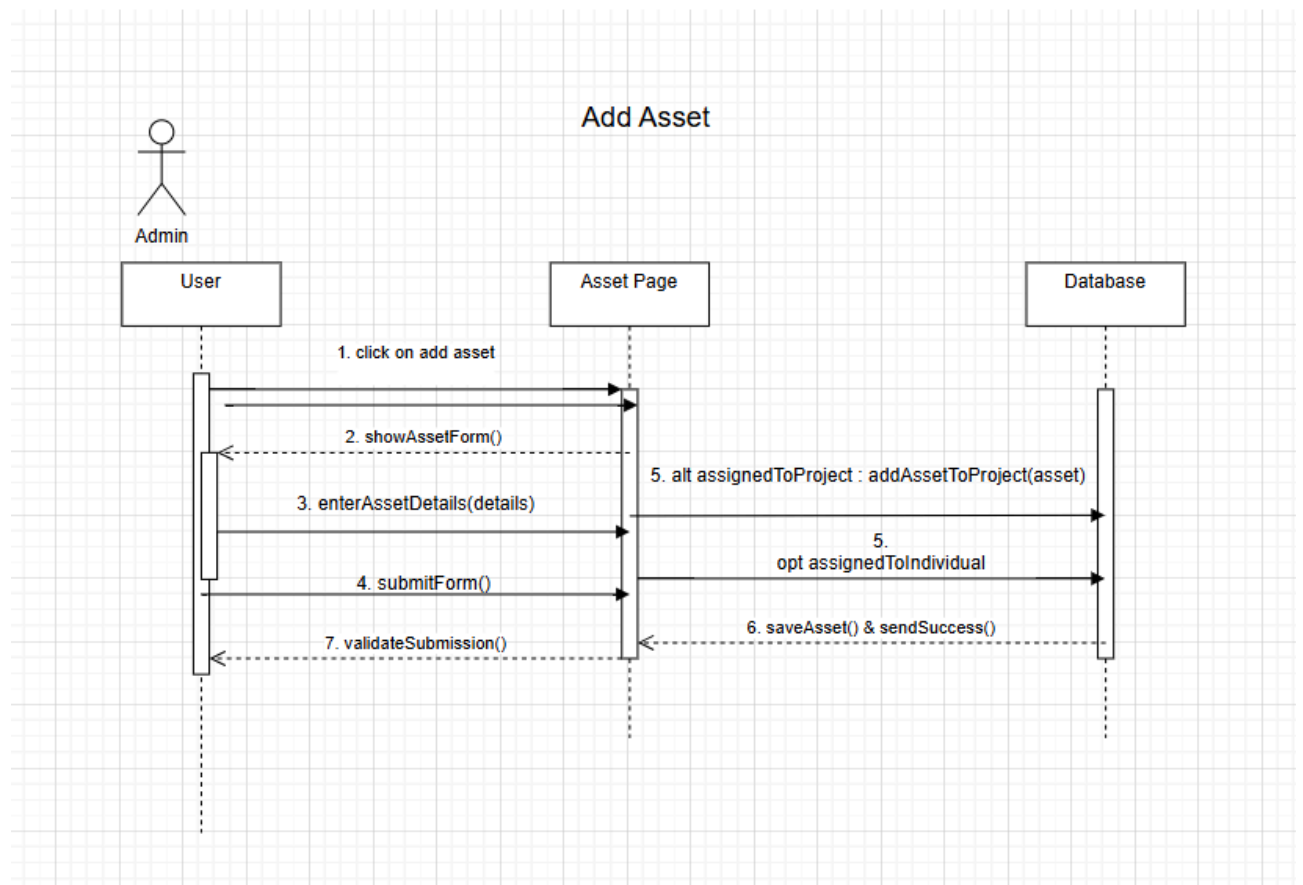 Add Asset
Admin
User
Asset Page
Database
1. click on add asset
2. showAssetForm()
5. alt assignedToProject : addAssetToProject(asset)
3. enterAssetDetails(details)
5.
opt assignedToIndividual
4. submitForm()
6. saveAsset() & sendSuccess()
7. validateSubmission()